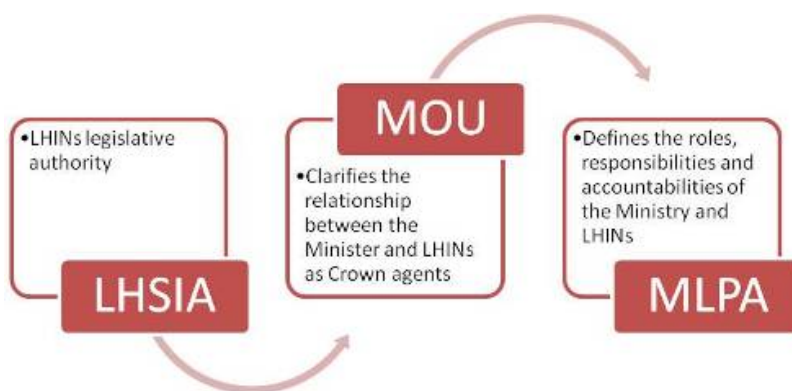 •LHINs legislative
authority
LHSIA
MOU
•Clarifies the
relationship
between the
Minister and LHINs
as Crown agents
•Defines the roles,
responsibilities and
accountabilities of
the Ministry and
LHINs
MLPA